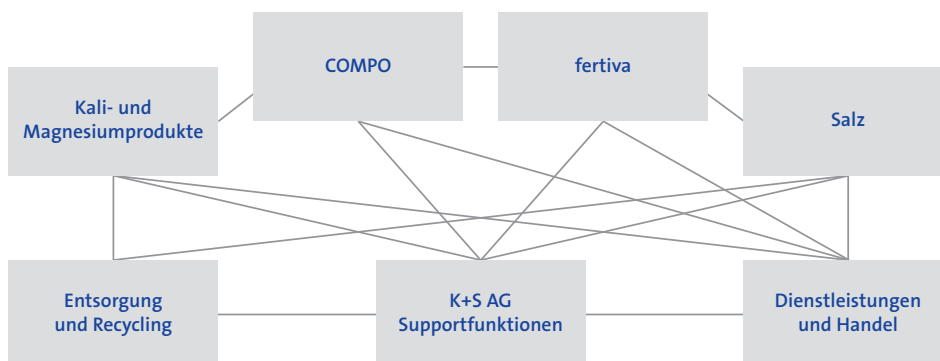 COMPO
fertiva
Kali- und
Magnesiumprodukte
Salz
Entsorgung
und Recycling
K+S AG
Supportfunktionen
Dienstleistungen
und Handel